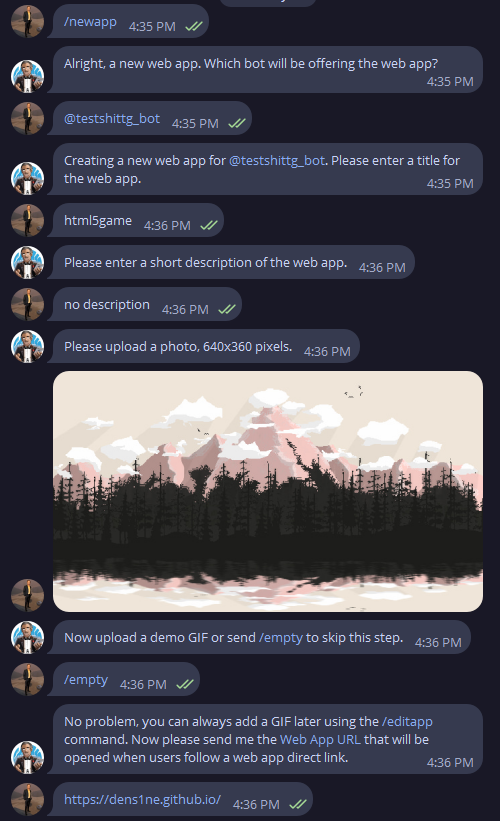 /newapp 4:35 PM
Alright, a new web app. Which bot will be offering the web app?
4:35 PM
@testshittg_bot 4:35 PM
Creating a new web app for @testshittg_bot. Please enter a title for
the web app. 4:35 PM
html5game 4:36 PM
Please enter a short description of the web app. 4:36 PM
no description 4:36 PM
Please upload a photo, 640x360 pixels. 4:36 PM
Now upload a demo GIF or send /empty to skip this step. 4:36 PM
/empty 4:36 PM
No problem, you can always add a GIF later using the /editapp
command. Now please send me the Web App URL that will be
opened when users follow a web app direct link. 4:36 PM
https://dens1ne.github.io/ 4:36 PM